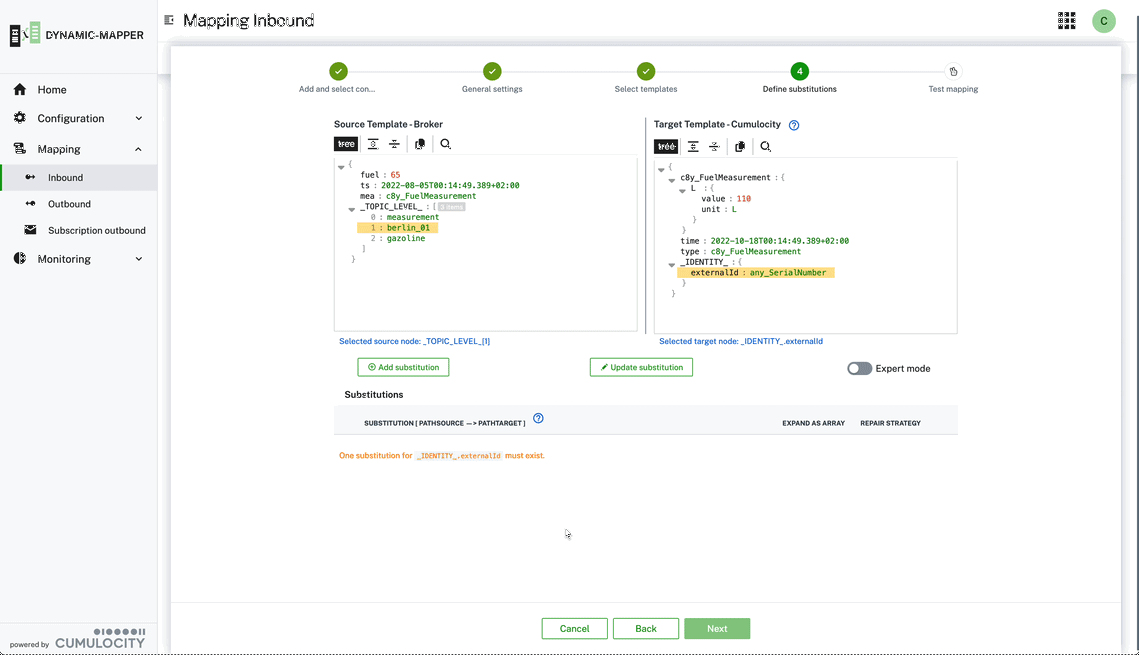 DYNAMIC-MAPPER
Mapping Inbound
C
Home
Configuration
Mapping
Inbound
Outbound
Subscription outbound
Monitoring
powered by
CUMULOCITY
Add and select con...
General settings
Select templates
4
Define substitutions
Test mapping
Source Template - Broker
tree
{
fuel : 65
ts : 2022-08-05T00:14:49.389+02:00
mea : c8y_FuelMeasurement
_TOPIC_LEVEL_ : [ 3 items
0 : measurement
1 : berlin_01
2 : gazoline
]
}
Selected source node: _TOPIC_LEVEL_[1]
Target Template - Cumulocity
tree
{
c8y_FuelMeasurement : {
L : {
value : 110
unit : L
}
}
time : 2022-10-18T00:14:49.389+02:00
type : c8y_FuelMeasurement
_IDENTITY_ : {
externalId : any_SerialNumber
}
}
Selected target node: _IDENTITY_.externalId
Add substitution
Update substitution
Expert mode
Substitutions
SUBSTITUTION [ PATHSOURCE —> PATHTARGET ]
EXPAND AS ARRAY
REPAIR STRATEGY
One substitution for _IDENTITY_.externalId must exist.
Cancel
Back
Next